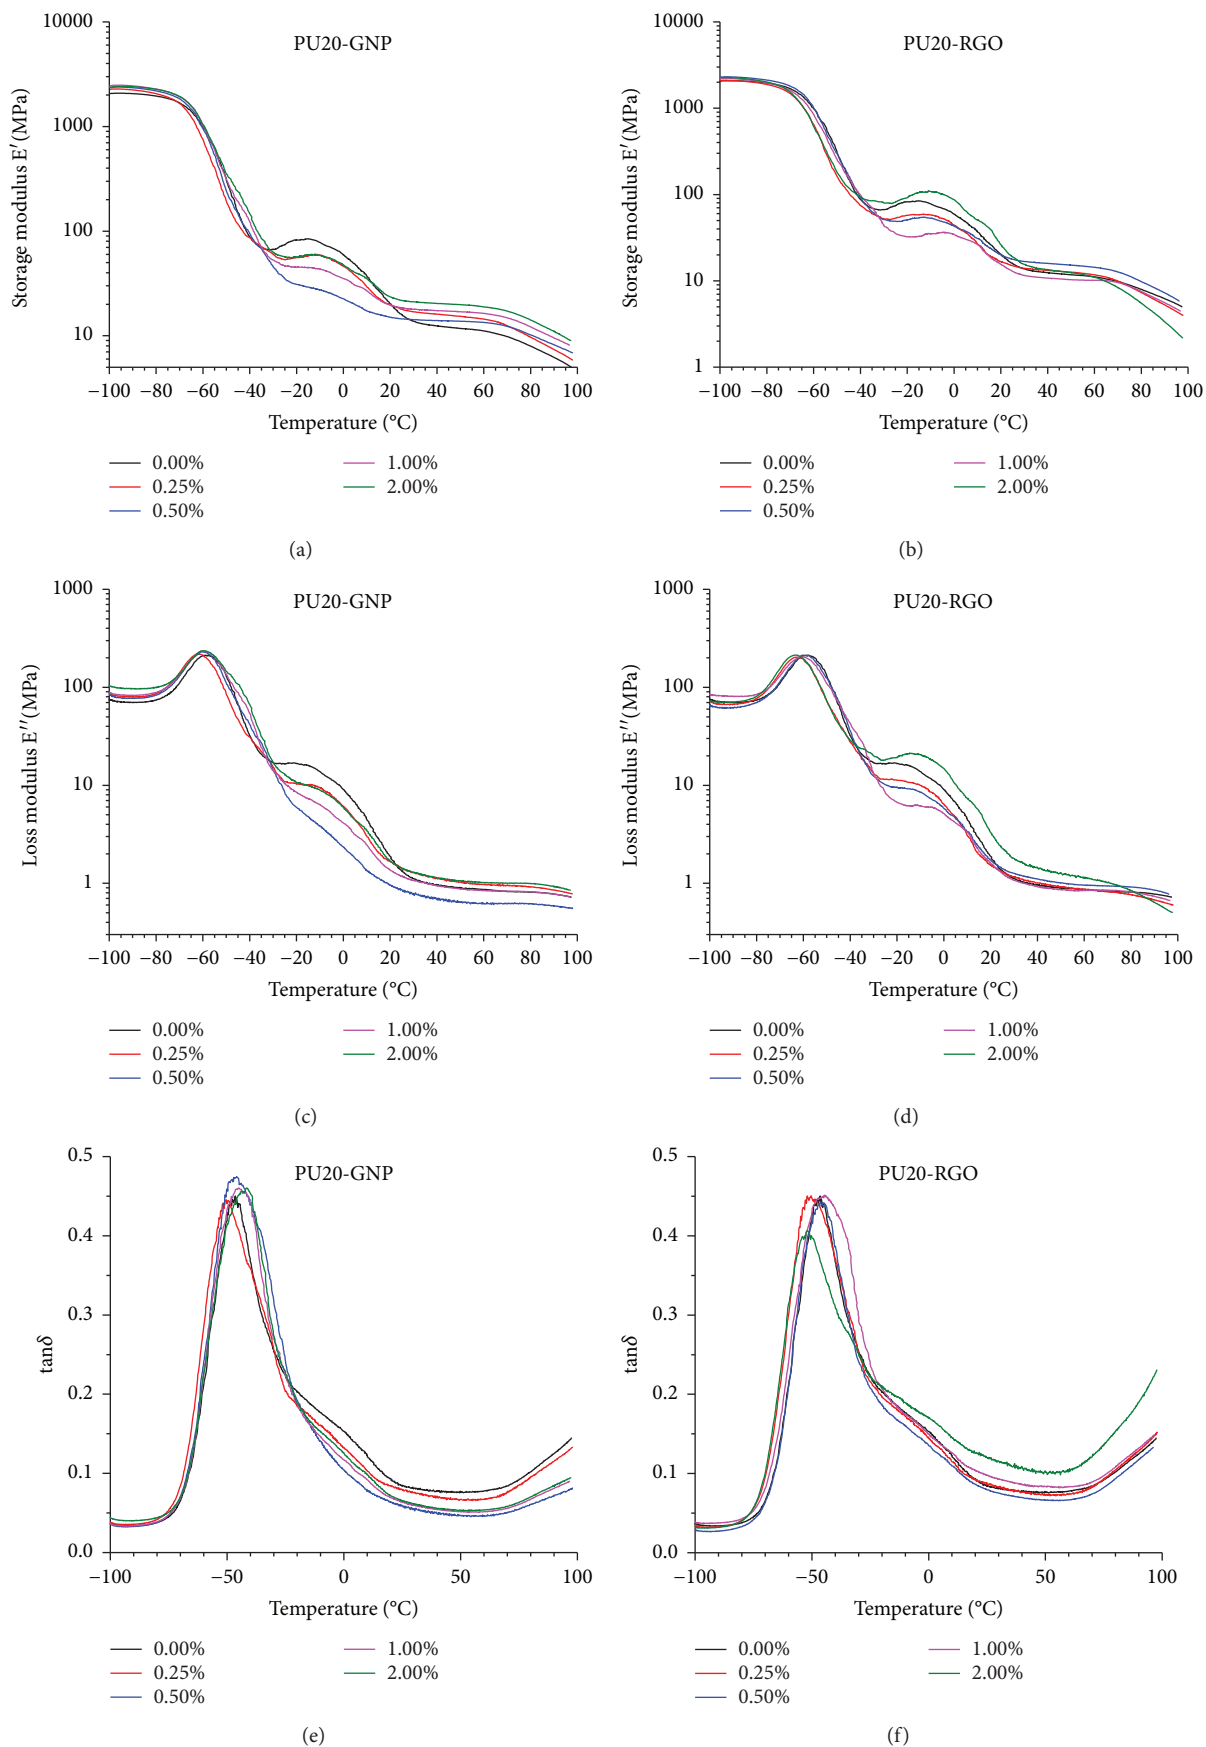 PU20-GNP
Storage modulus E′(MPa)
10000
1000
100
10
−100 −80 −60 −40 −20 0 20 40 60 80 100
Temperature (°C)
0.00% 1.00%
0.25% 2.00%
0.50%
(a)
PU20-RGO
Storage modulus E′(MPa)
10000
1000
100
10
1
−100 −80 −60 −40 −20 0 20 40 60 80 100
Temperature (°C)
0.00% 1.00%
0.25% 2.00%
0.50%
(b)
PU20-GNP
Loss modulus E′′(MPa)
1000
100
10
1
−100 −80 −60 −40 −20 0 20 40 60 80 100
Temperature (°C)
0.00% 1.00%
0.25% 2.00%
0.50%
(c)
PU20-RGO
Loss modulus E′′(MPa)
1000
100
10
1
−100 −80 −60 −40 −20 0 20 40 60 80 100
Temperature (°C)
0.00% 1.00%
0.25% 2.00%
0.50%
(d)
PU20-GNP
tanδ
0.5
0.4
0.3
0.2
0.1
0.0
−100 −50 0 50 100
Temperature (°C)
0.00% 1.00%
0.25% 2.00%
0.50%
(e)
PU20-RGO
tanδ
0.5
0.4
0.3
0.2
0.1
0.0
−100 −50 0 50 100
Temperature (°C)
0.00% 1.00%
0.25% 2.00%
0.50%
(f)